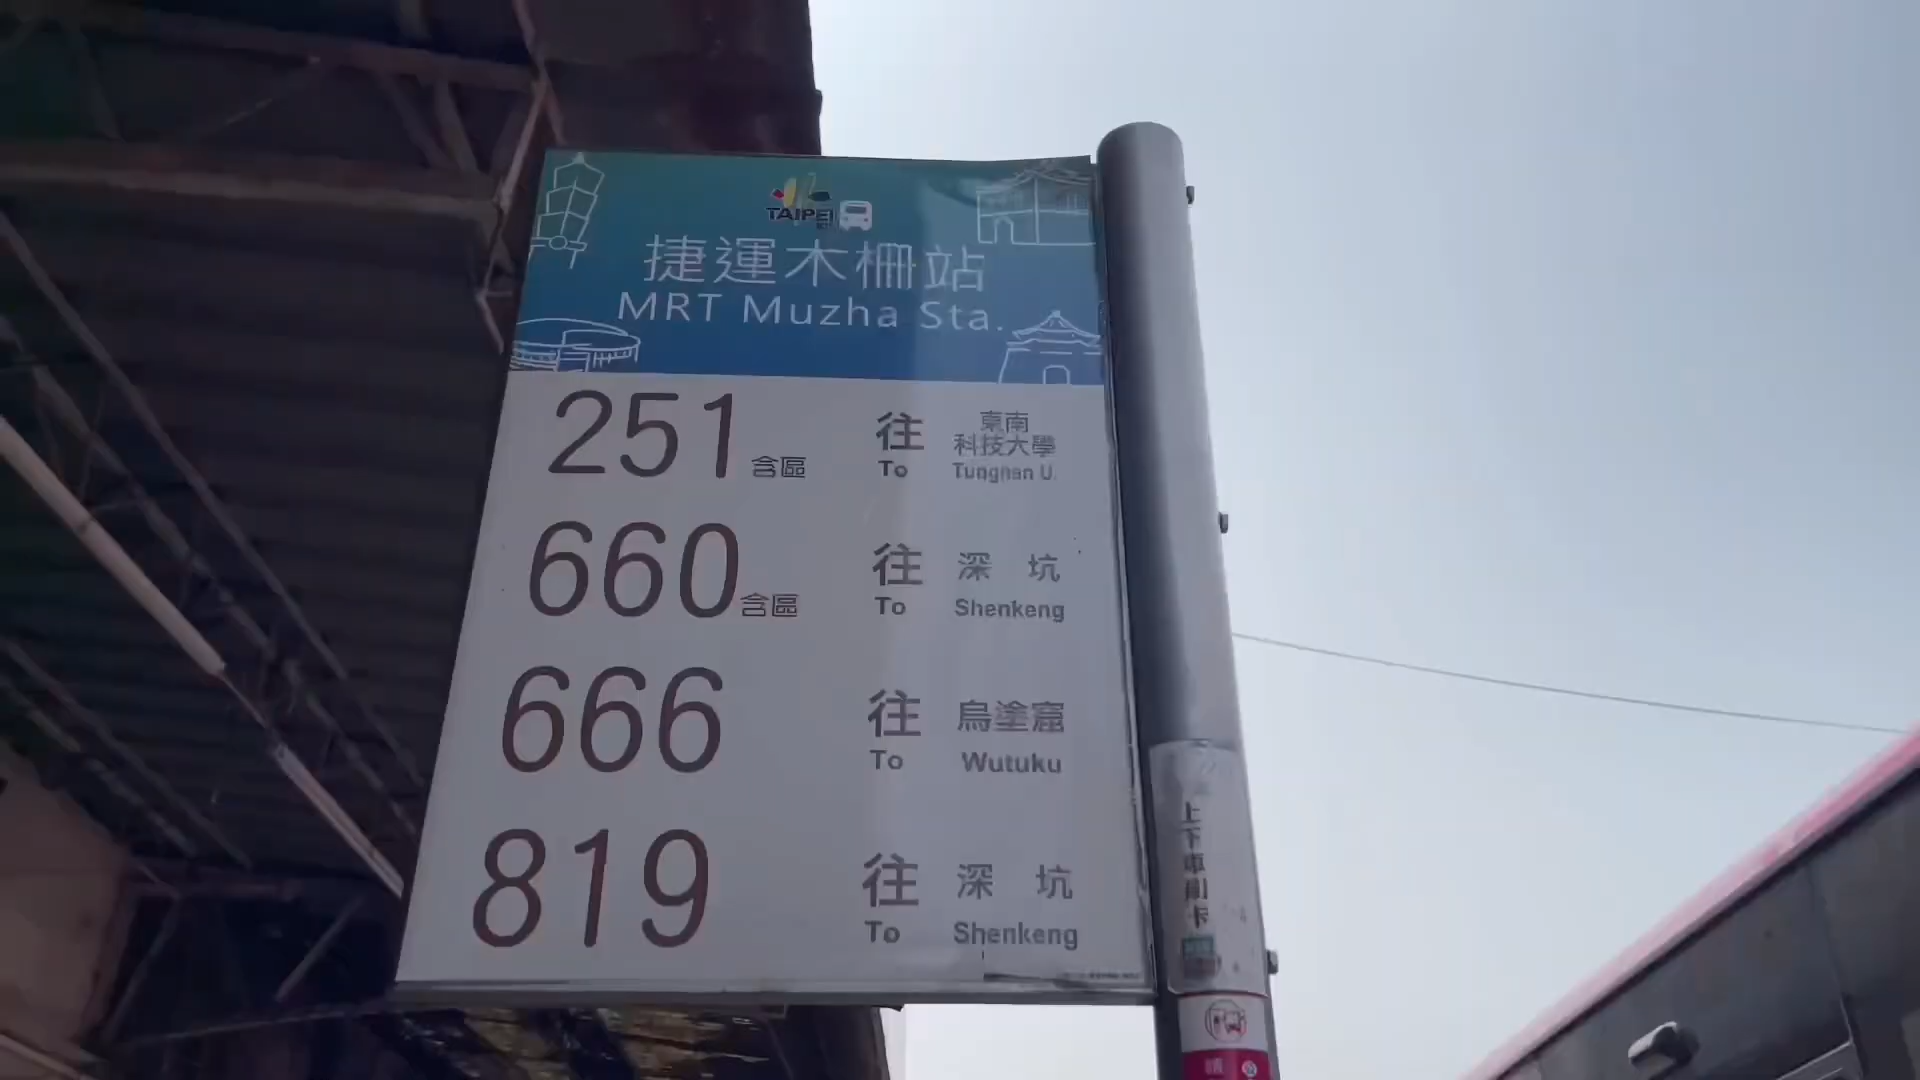 TAIPEI
捷運木柵站
MRT Muzha Sta.
251 含區 往 東南
科技大學
To Tungnan U.
660 含區 往 深坑
To Shenkeng
666 往 烏塗窟
To Wutuku
819 往 深坑
To Shenkeng
上下車刷卡
請